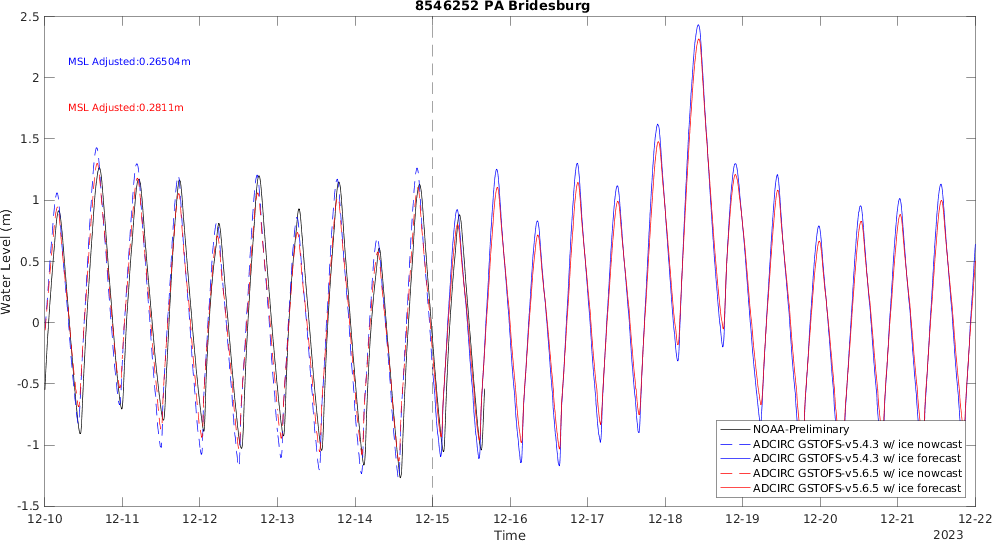 8546252 PA Bridesburg
MSL Adjusted:0.26504m
MSL Adjusted:0.2811m
Water Level (m)
2.5
2
1.5
1
0.5
0
-0.5
-1
-1.5
NOAA-Preliminary
ADCIRC GSTOFS-v5.4.3 w/ ice nowcast
ADCIRC GSTOFS-v5.4.3 w/ ice forecast
ADCIRC GSTOFS-v5.6.5 w/ ice nowcast
ADCIRC GSTOFS-v5.6.5 w/ ice forecast
12-10 12-11 12-12 12-13 12-14 12-15 12-16 12-17 12-18 12-19 12-20 12-21 12-22
Time
2023